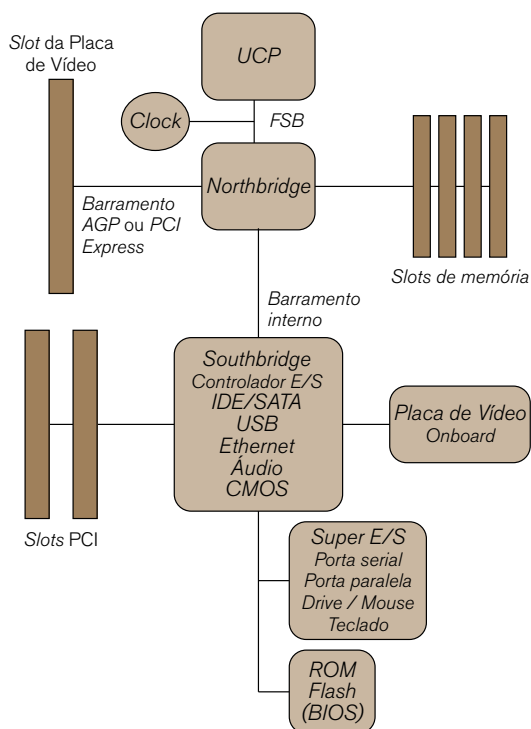 Slot da Placa
de Vídeo
UCP
Clock
FSB
Northbridge
Barramento
AGP ou PCI
Express
Slots de memória
Barramento
interno
Southbridge
Controlador E/S
IDE/SATA
USB
Ethernet
Áudio
CMOS
Placa de Vídeo
Onboard
Slots PCI
Super E/S
Porta serial
Porta paralela
Drive / Mouse
Teclado
ROM
Flash
(BIOS)